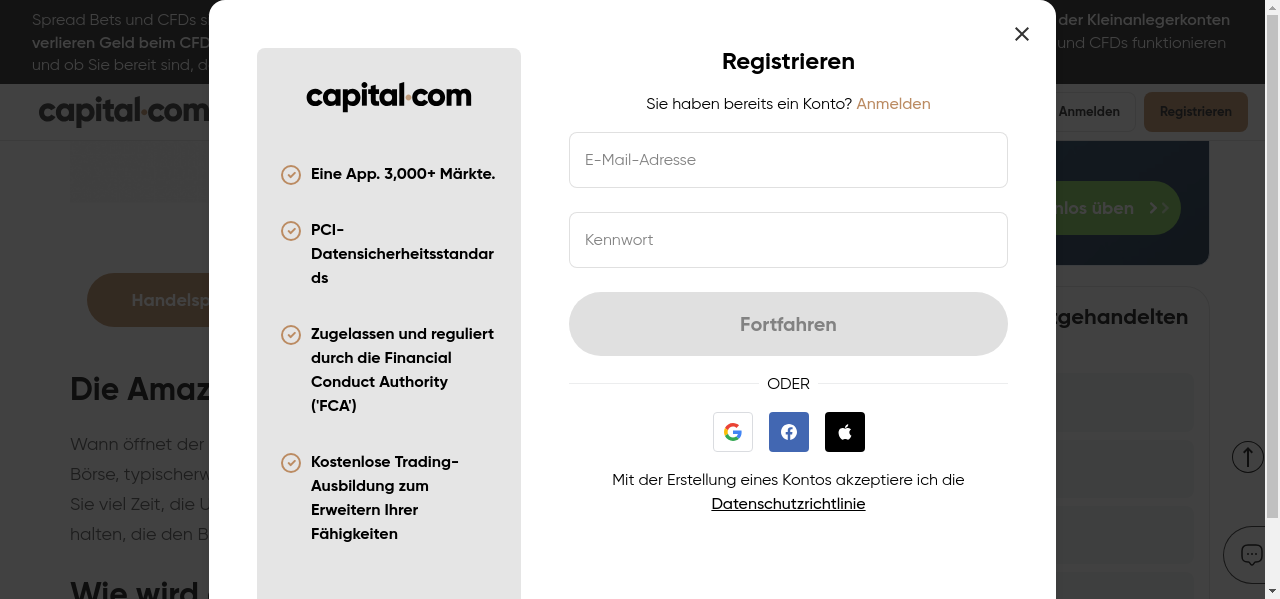 Spread Bets und CFDs
der Kleinanlegerkonten
verlieren Geld beim CFD
und CFDs funktionieren
und ob Sie bereit sind,
capital.com
Anmelden
Registrieren
Handelsp
Die Amaz
Wann öffnet der
Börse, typischerw
Sie viel Zeit, die U
halten, die den B
Wie wird
nlos üben
gehandelten
capital.com
Eine App. 3,000+ Märkte.
PCI-
Datensicherheitsstandar
ds
Zugelassen und reguliert
durch die Financial
Conduct Authority
('FCA')
Kostenlose Trading-
Ausbildung zum
Erweitern Ihrer
Fähigkeiten
Registrieren
Sie haben bereits ein Konto? Anmelden
E-Mail-Adresse
Kennwort
Fortfahren
ODER
Mit der Erstellung eines Kontos akzeptiere ich die
Datenschutzrichtlinie